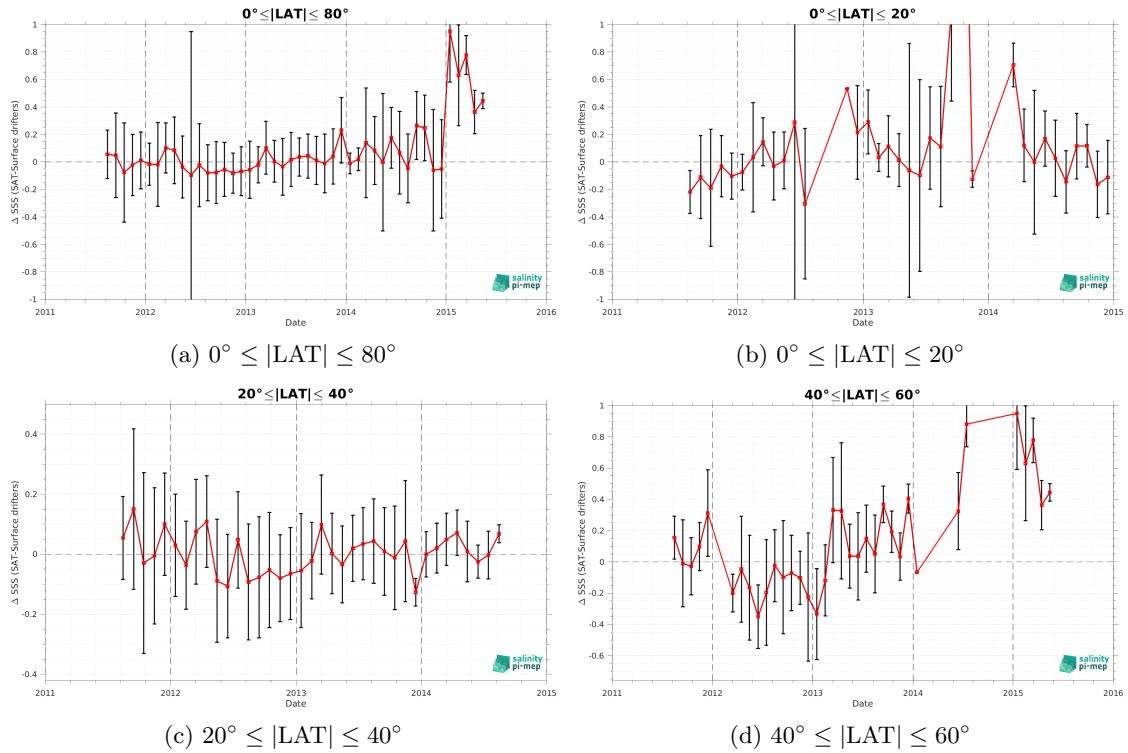 0°≤|LAT|≤ 80°
Δ SSS (SAT-Surface drifters)
1
0.8
0.6
0.4
0.2
0
-0.2
-0.4
-0.6
-0.8
-1
2011
2012
2013
2014
2015
2016
Date
salinity
pi-mep
(a) 0° ≤ |LAT| ≤ 80°
0°≤|LAT|≤ 20°
Δ SSS (SAT-Surface drifters)
1
0.8
0.6
0.4
0.2
0
-0.2
-0.4
-0.6
-0.8
-1
2011
2012
2013
2014
2015
Date
salinity
pi-mep
(b) 0° ≤ |LAT| ≤ 20°
20°≤|LAT|≤ 40°
Δ SSS (SAT-Surface drifters)
0.4
0.2
0
-0.2
-0.4
2011
2012
2013
2014
2015
Date
salinity
pi-mep
(c) 20° ≤ |LAT| ≤ 40°
40°≤|LAT|≤ 60°
Δ SSS (SAT-Surface drifters)
1
0.8
0.6
0.4
0.2
0
-0.2
-0.4
-0.6
2011
2012
2013
2014
2015
2016
Date
salinity
pi-mep
(d) 40° ≤ |LAT| ≤ 60°